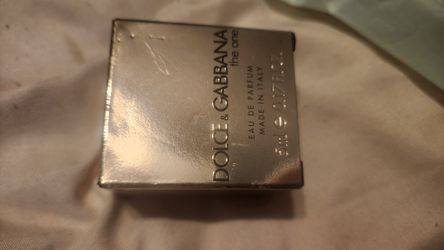 DOLCE & GABBANA
the one
EAU DE PARFUM
MADE IN ITALY
5ml ℮ 0.17 FL.OZ.